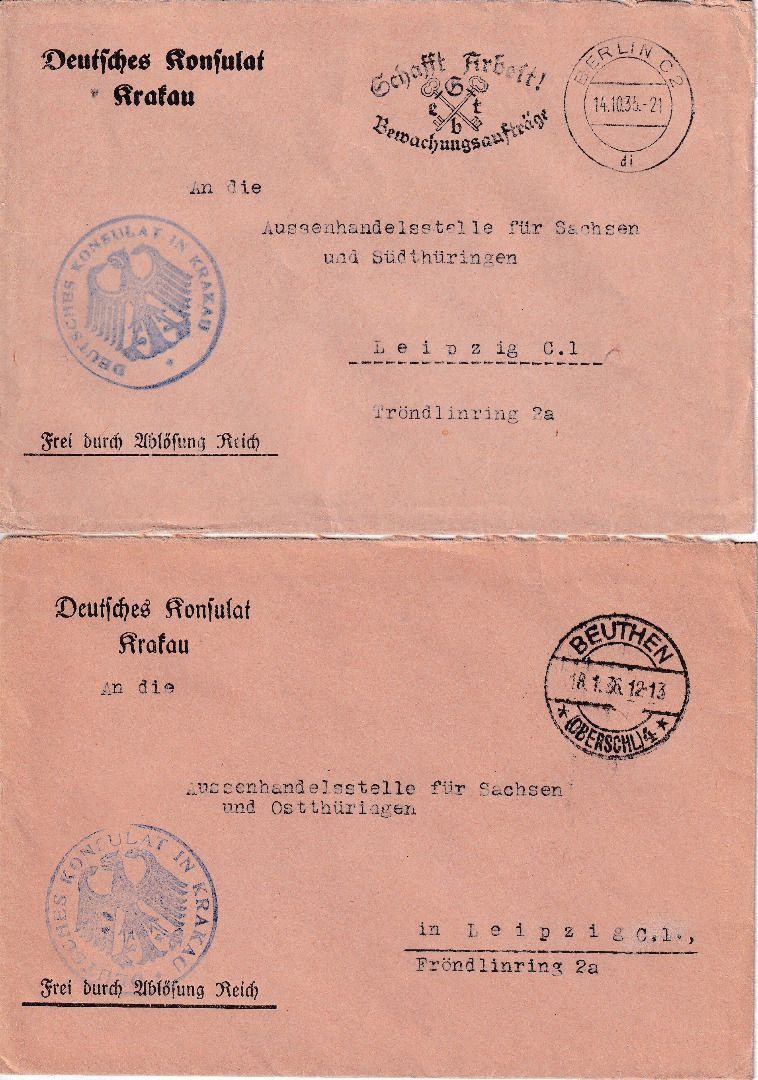 Deutsches Konsulat
Krakau
Schafft Arbeit!
G e t b
Bewachungsaufträge
BERLIN C2
14.10.35.-21
di
An die
Aussenhandelsstelle für Sachsen
und Südthüringen
DEUTSCHES KONSULAT IN KRAKAU
Leipzig C.1
Tröndlinring 2a
Frei durch Ablösung Reich
Deutsches Konsulat
Krakau
An die
BEUTHEN
18.1.36.12-13
* (OBERSCHL)4 *
Aussenhandelsstelle für Sachsen
und Ostthüringen
DEUTSCHES KONSULAT IN KRAKAU
in Leipzig C.1.,
Fröndlinring 2a
Frei durch Ablösung Reich